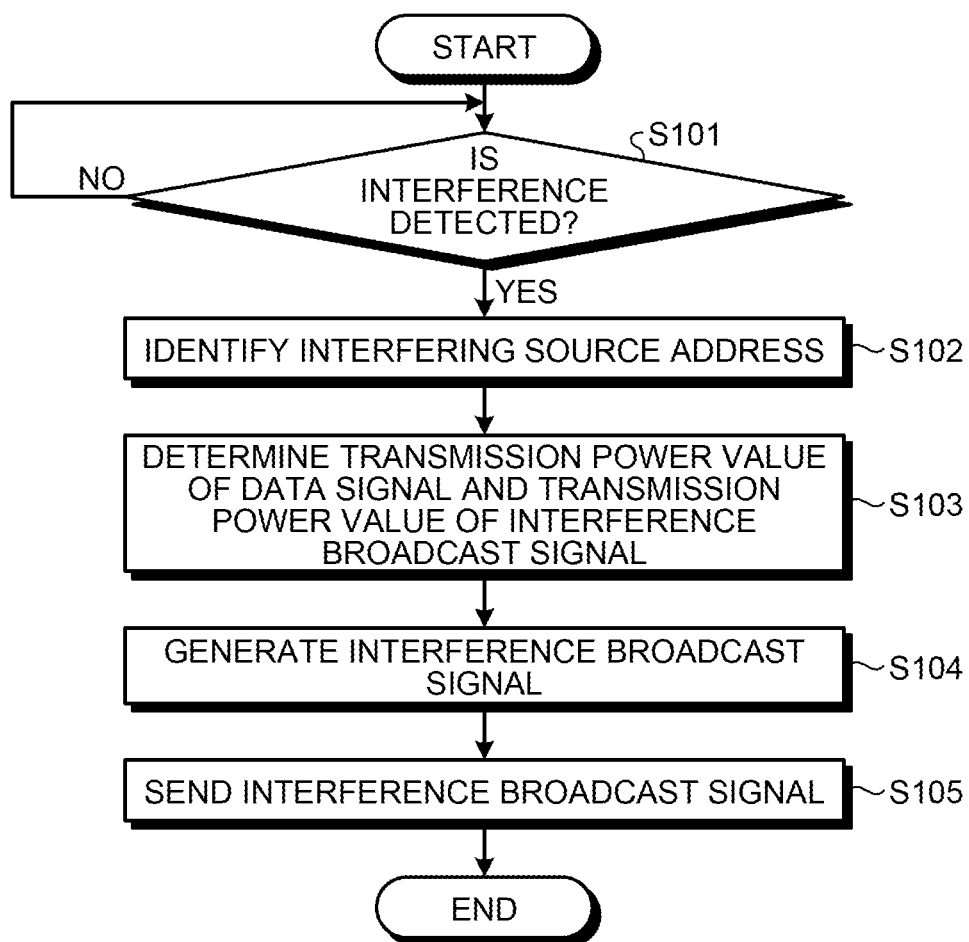 START
S101
IS
INTERFERENCE
DETECTED?
NO
YES
IDENTIFY INTERFERING SOURCE ADDRESS
S102
DETERMINE TRANSMISSION POWER VALUE
OF DATA SIGNAL AND TRANSMISSION
POWER VALUE OF INTERFERENCE
BROADCAST SIGNAL
S103
GENERATE INTERFERENCE BROADCAST
SIGNAL
S104
SEND INTERFERENCE BROADCAST SIGNAL
S105
END